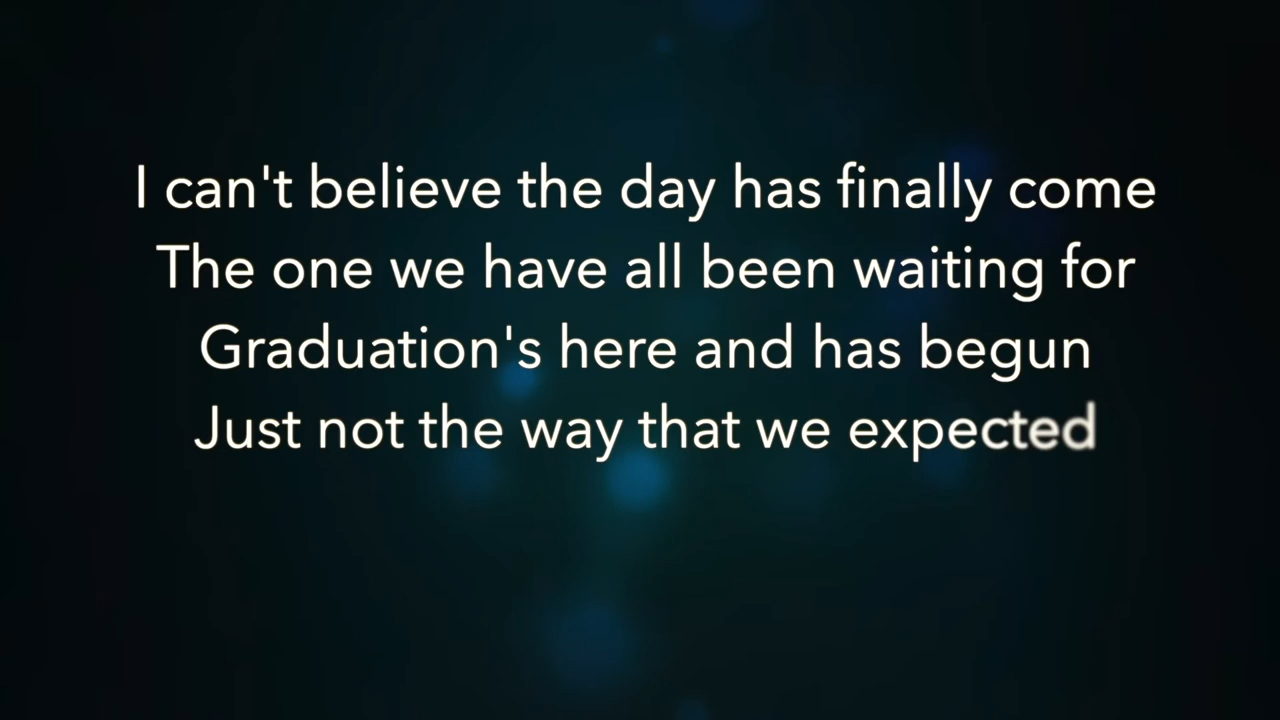 I can't believe the day has finally come
The one we have all been waiting for
Graduation's here and has begun
Just not the way that we expected